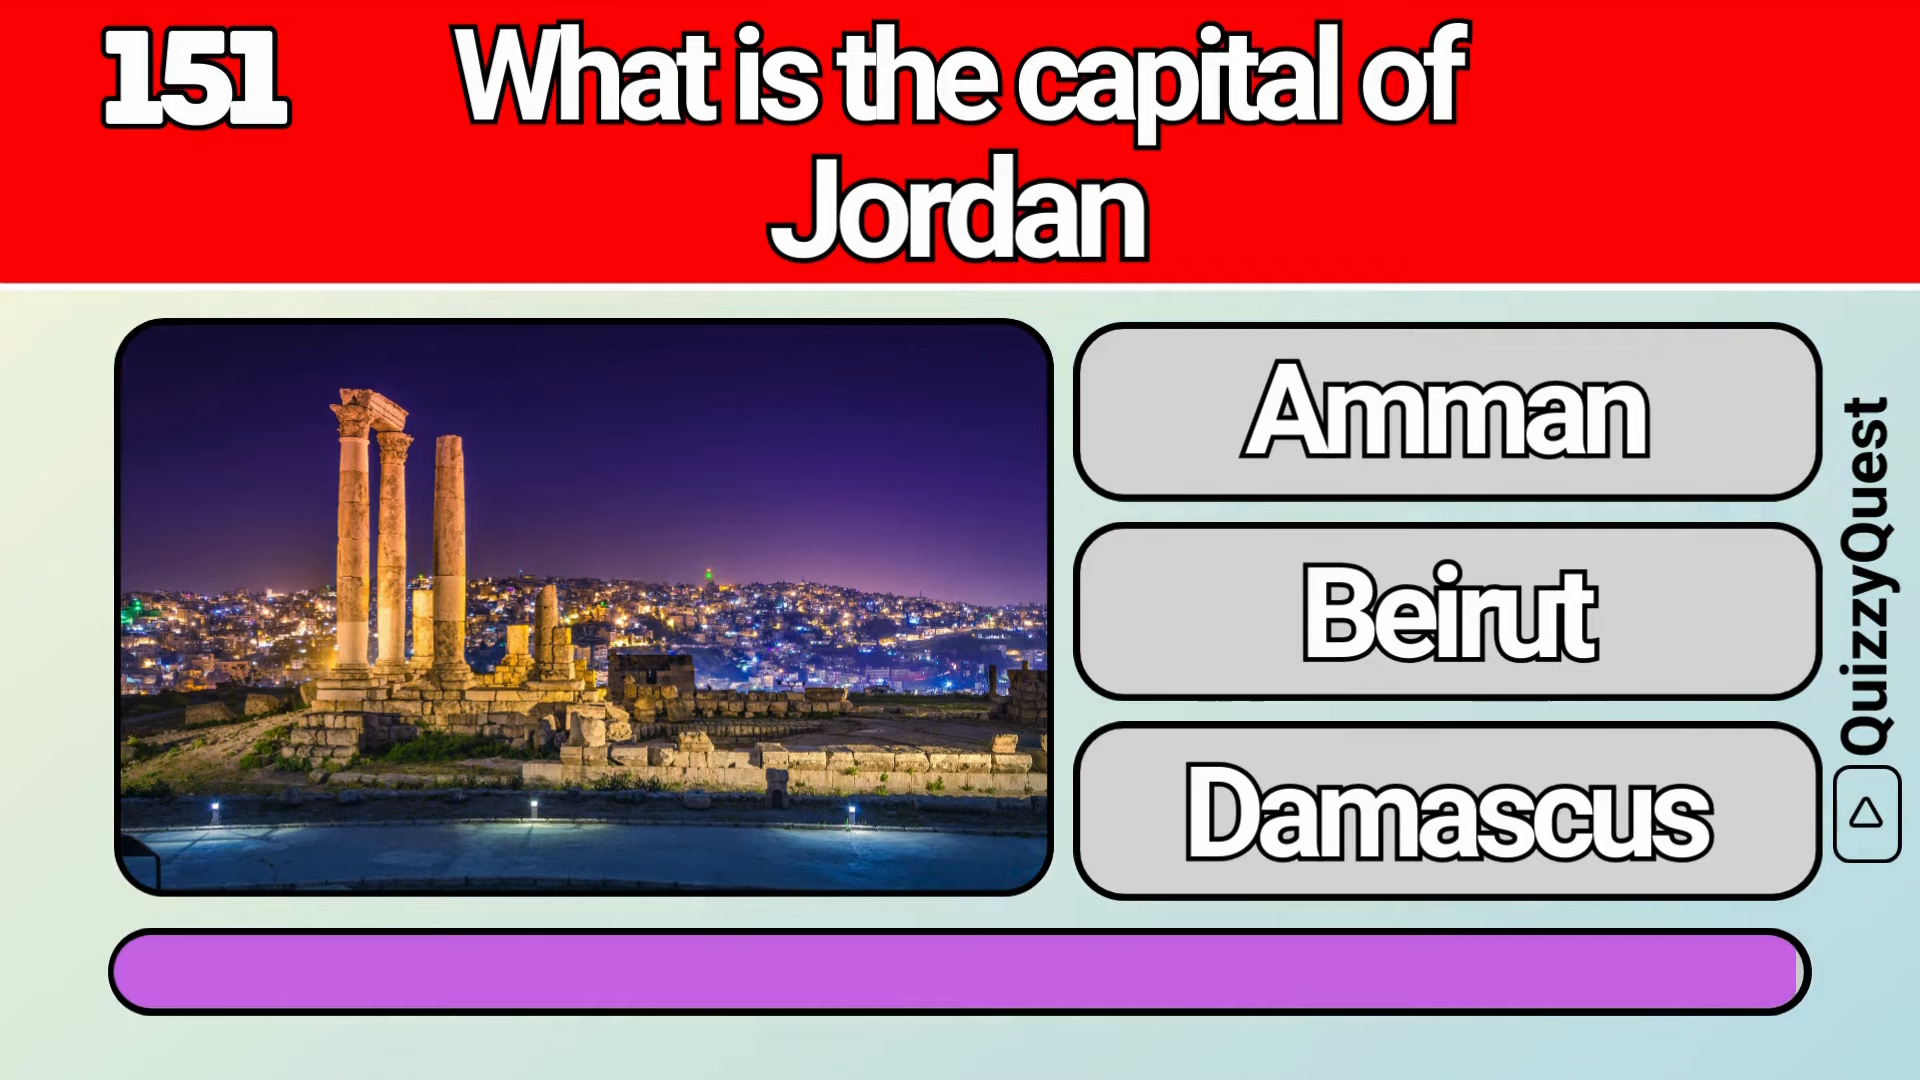 151
What is the capital of
Jordan
Amman
Beirut
Damascus
QuizzyQuest